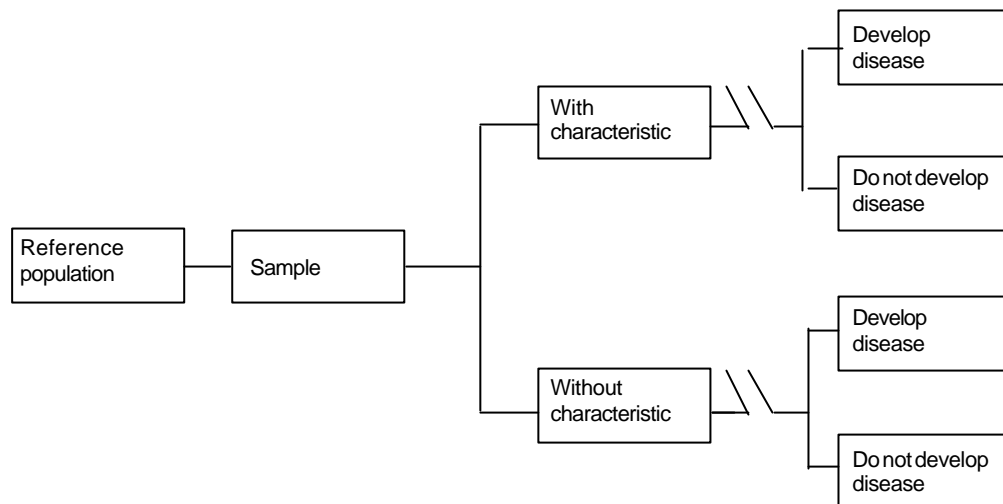 Reference
population
Sample
With
characteristic
Develop
disease
Do not develop
disease
Without
characteristic
Develop
disease
Do not develop
disease